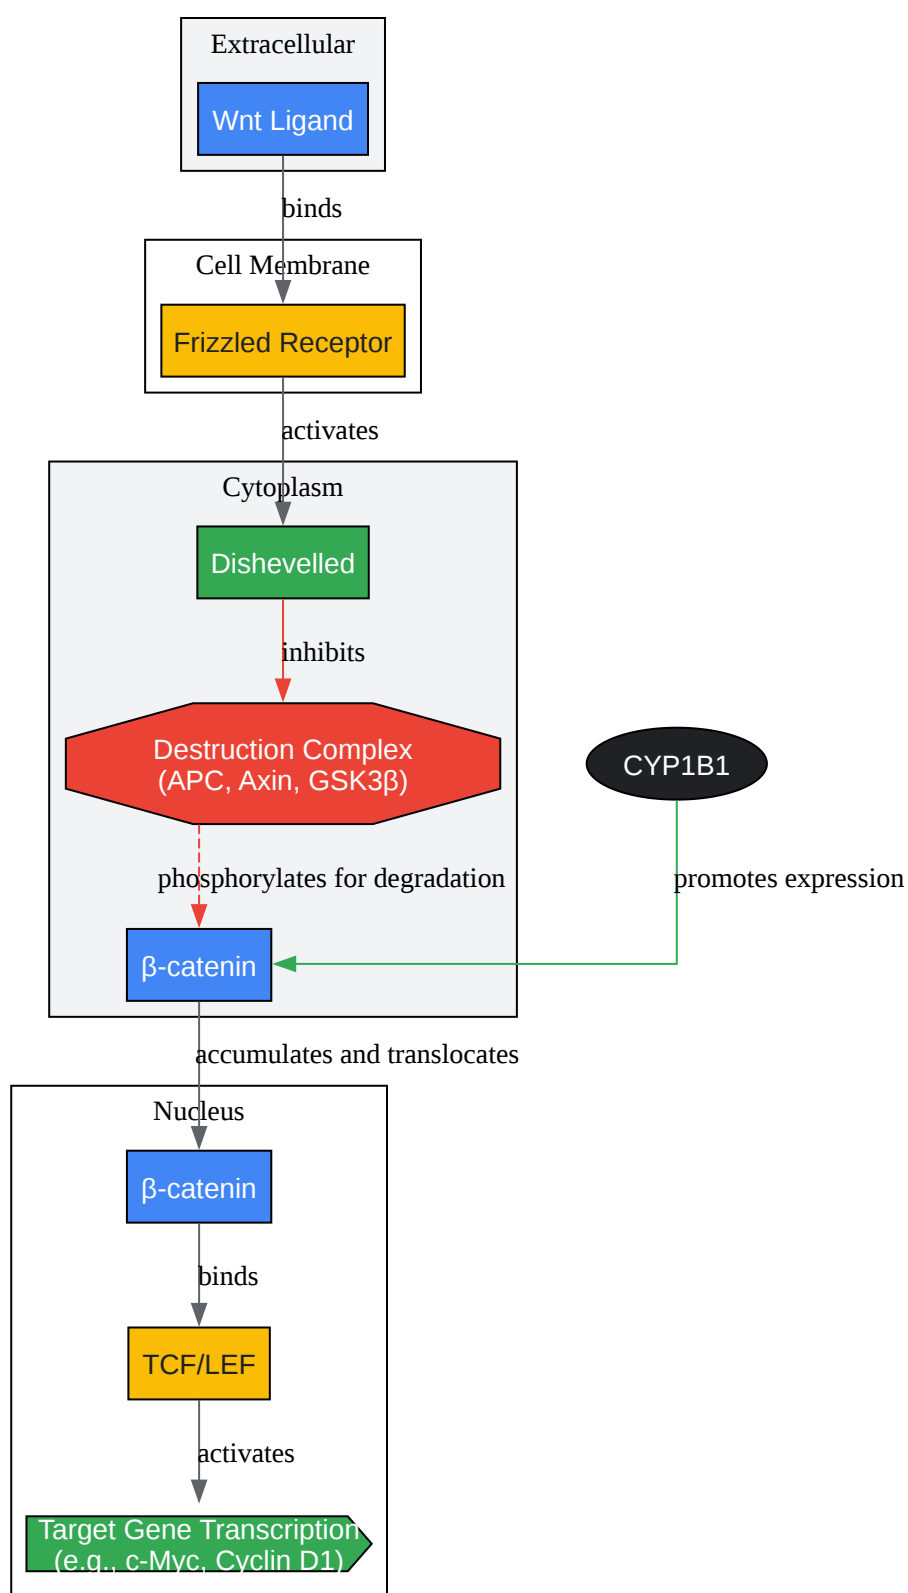 Extracellular
Wnt Ligand
binds
Cell Membrane
Frizzled Receptor
activates
Cytoplasm
Dishevelled
inhibits
Destruction Complex
(APC, Axin, GSK3β)
CYP1B1
phosphorylates for degradation
promotes expression
β-catenin
accumulates and translocates
Nucleus
β-catenin
binds
TCF/LEF
activates
Target Gene Transcription
(e.g., c-Myc, Cyclin D1)